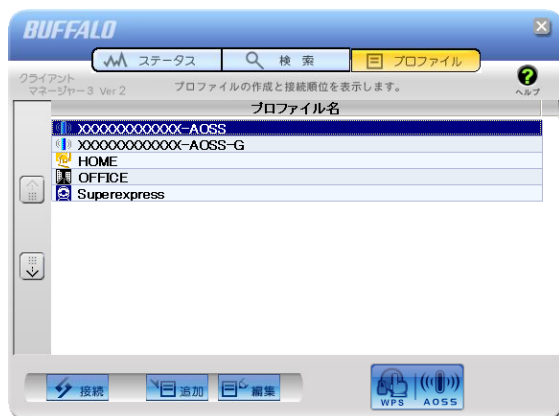 BUFFALO
ステータス 検索 プロファイル
クライアント
マネージャー3 Ver 2
プロファイルの作成と接続順位を表示します。
ヘルプ
プロファイル名
XXXXXXXXXXXX-AOSS
XXXXXXXXXXXX-AOSS-G
HOME
OFFICE
Superexpress
接続 追加 編集 WPS AOSS